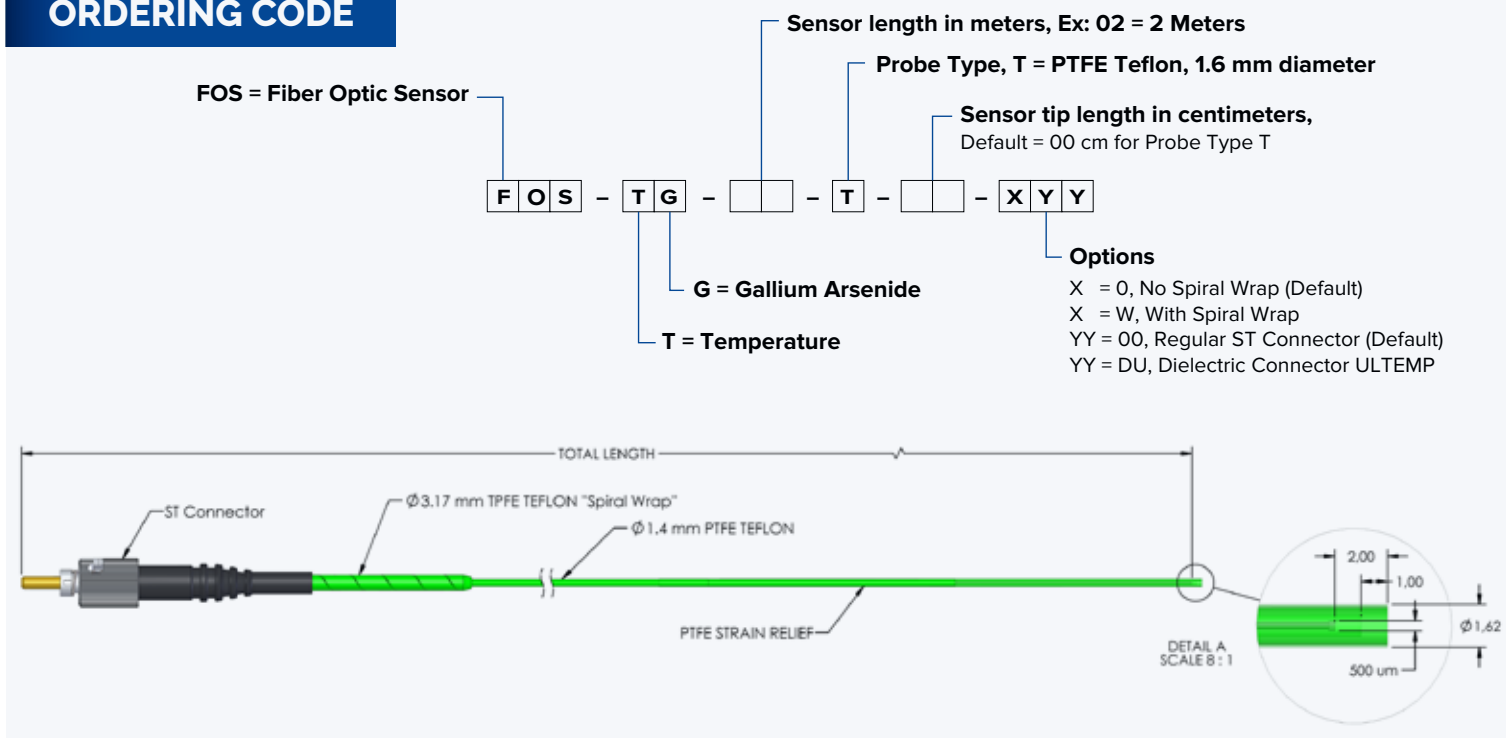 ORDERING CODE
Sensor length in meters, Ex: 02 = 2 Meters
Probe Type, T = PTFE Teflon, 1.6 mm diameter
FOS = Fiber Optic Sensor
Sensor tip length in centimeters,
Default = 00 cm for Probe Type T
F O S – T G – – T – – X Y Y
Options
X = 0, No Spiral Wrap (Default)
X = W, With Spiral Wrap
YY = 00, Regular ST Connector (Default)
YY = DU, Dielectric Connector ULTEMP
G = Gallium Arsenide
T = Temperature
TOTAL LENGTH
Ø3.17 mm TPFE TEFLON "Spiral Wrap"
ST Connector
Ø1.4 mm PTFE TEFLON
PTFE STRAIN RELIEF
2,00
1,00
Ø1,62
500 um
DETAIL A
SCALE 8 : 1